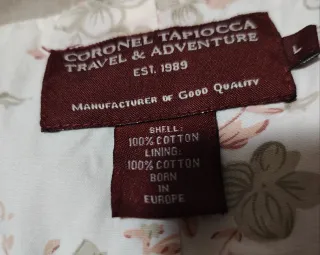 CORONEL TAPIOCCA
TRAVEL & ADVENTURE
EST. 1989
MANUFACTURER OF GOOD QUALITY
L
SHELL:
100% COTTON
LINING:
100% COTTON
BORN
IN
EUROPE